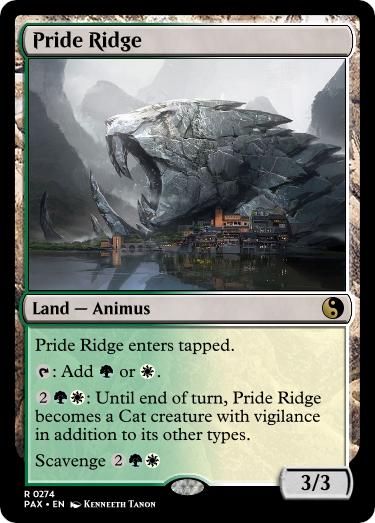 Pride Ridge
Land — Animus
Pride Ridge enters tapped.
: Add or .
2 : Until end of turn, Pride Ridge
becomes a Cat creature with vigilance
in addition to its other types.
Scavenge 2
3/3
R 0274
PAX • EN KENNEETH TANON